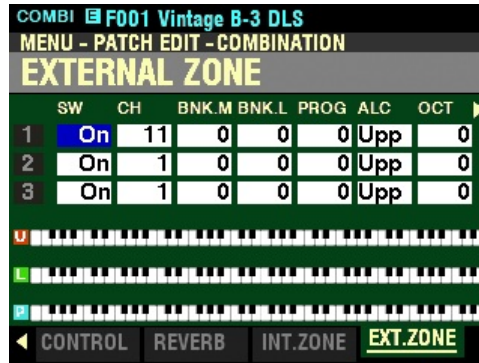 COMBI E F001 Vintage B-3 DLS
MENU - PATCH EDIT - COMBINATION
EXTERNAL ZONE
SW CH BNK.M BNK.L PROG ALC OCT
1 On 11 0 0 0 Upp 0
2 On 1 0 0 0 Upp 0
3 On 1 0 0 0 Upp 0
U
L
P
CONTROL REVERB INT.ZONE EXT.ZONE